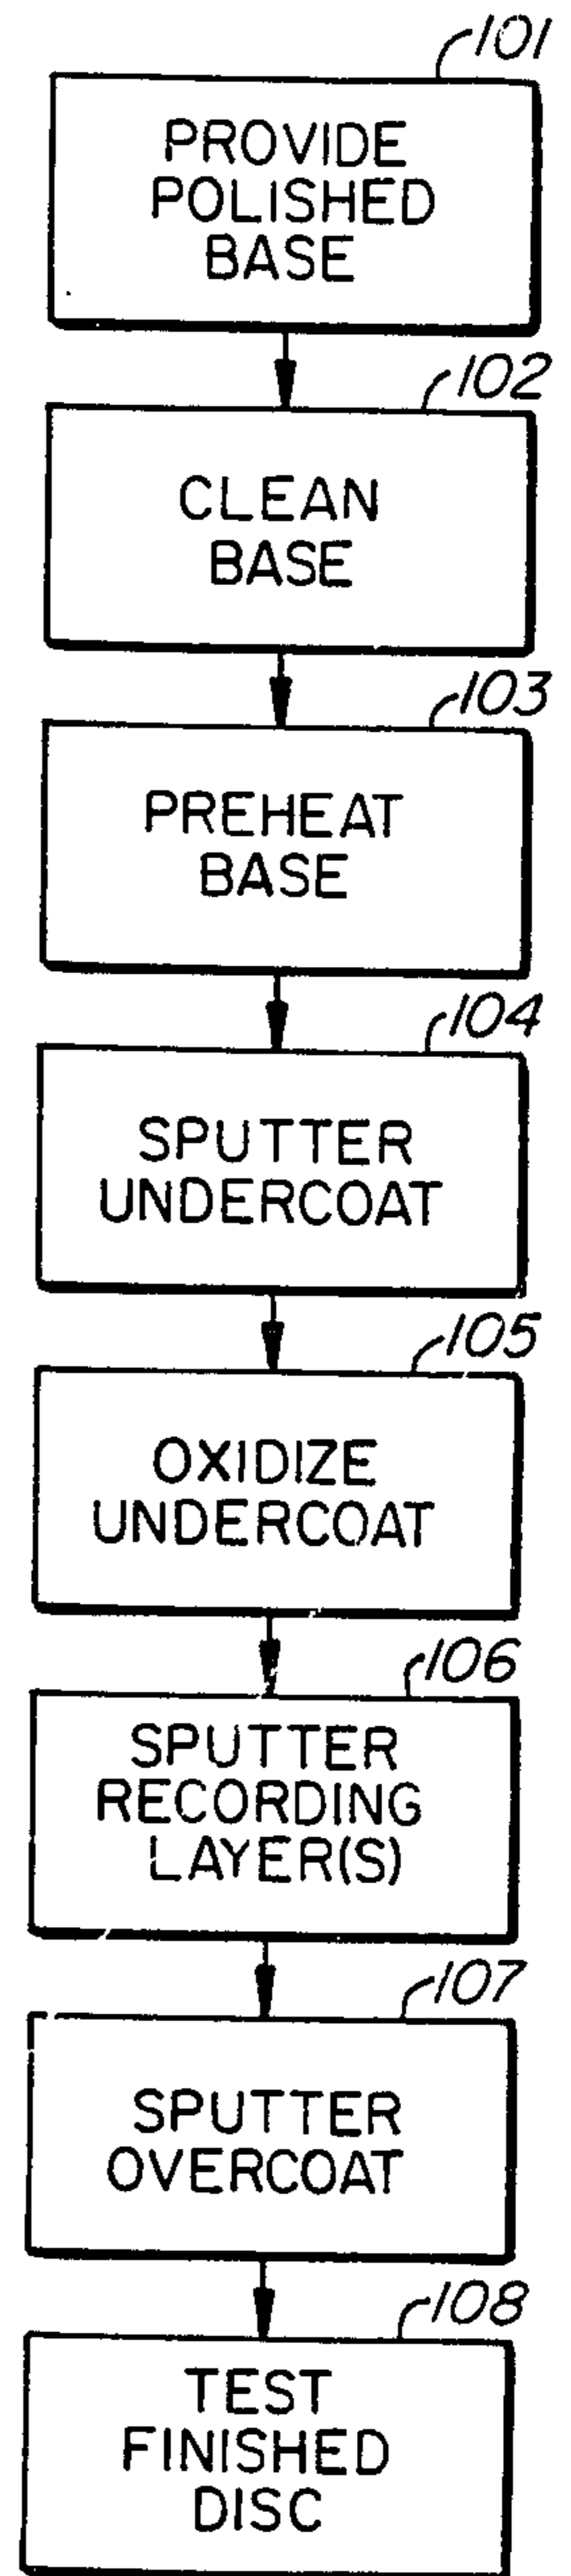 101
PROVIDE
POLISHED
BASE
102
CLEAN
BASE
103
PREHEAT
BASE
104
SPUTTER
UNDERCOAT
105
OXIDIZE
UNDERCOAT
106
SPUTTER
RECORDING
LAYER(S)
107
SPUTTER
OVERCOAT
108
TEST
FINISHED
DISC